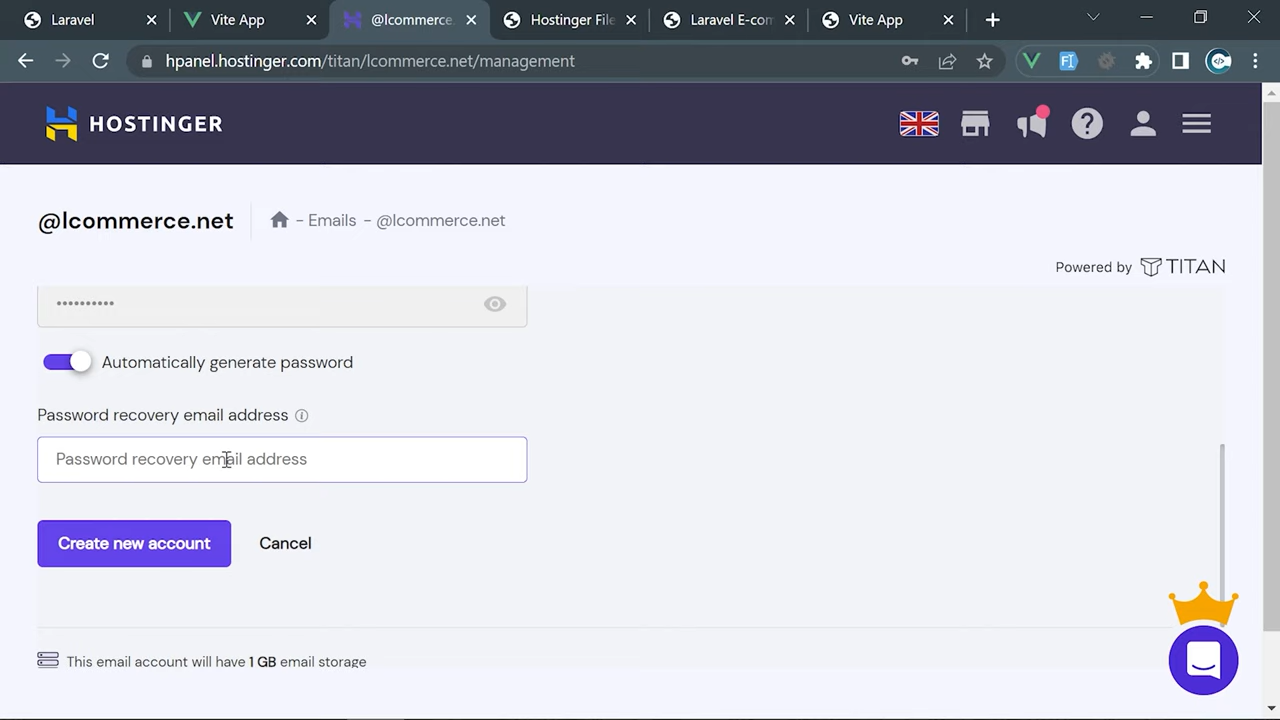 Laravel
Vite App
@lcommerce.
Hostinger File
Laravel E-com
Vite App
hpanel.hostinger.com/titan/lcommerce.net/management
HOSTINGER
@lcommerce.net
- Emails - @lcommerce.net
Powered by TITAN
••••••••••
Automatically generate password
Password recovery email address
Password recovery email address
Create new account
Cancel
This email account will have 1 GB email storage